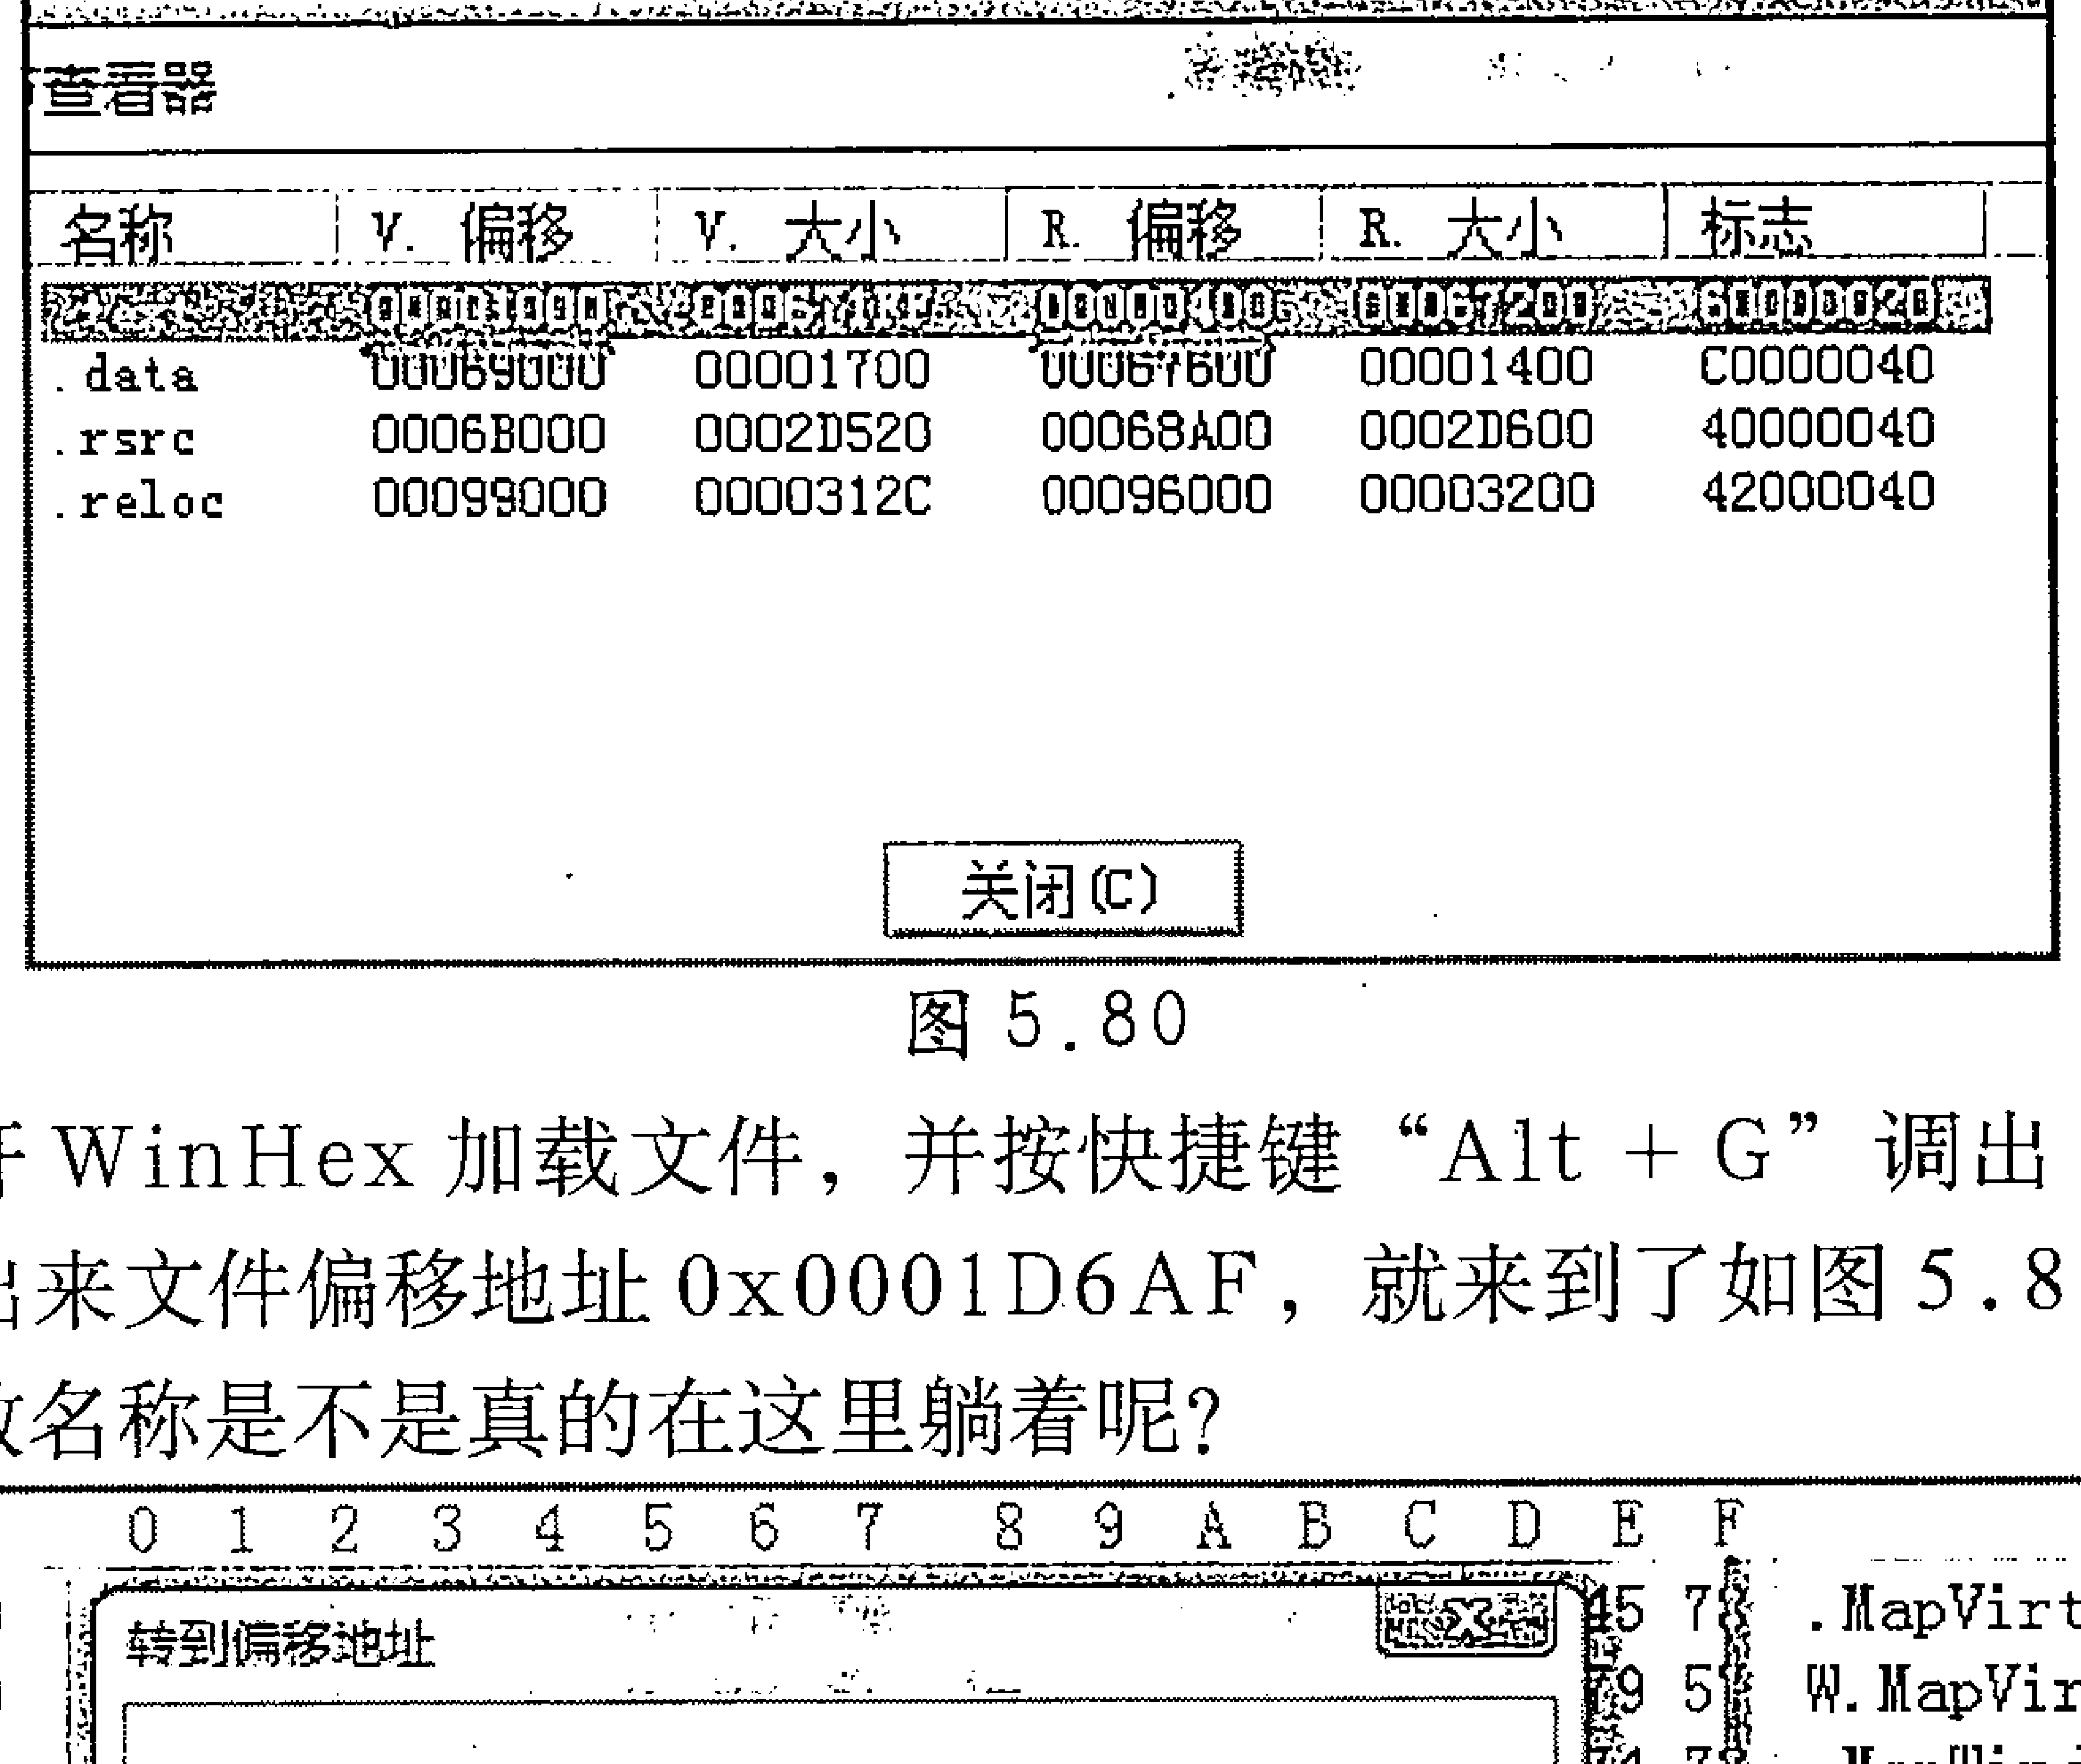 查看器
名称 V. 偏移 V. 大小 R. 偏移 R. 大小 标志
00001000 00000400 00067200 60000020
.data 00069000 00001700 00067600 00001400 C0000040
.rsrc 0006B000 0002D520 00068A00 0002D600 40000040
.reloc 00099000 0000312C 00096000 00003200 42000040
关闭(C)
图 5.80
WinHex 加载文件，并按快捷键“Alt + G”调出
来文件偏移地址 0x0001D6AF，就来到了如图 5.8
名称是不是真的在这里躺着呢？
0 1 2 3 4 5 6 7 8 9 A B C D E F
转到偏移地址 45 .MapVirt
W.MapVir